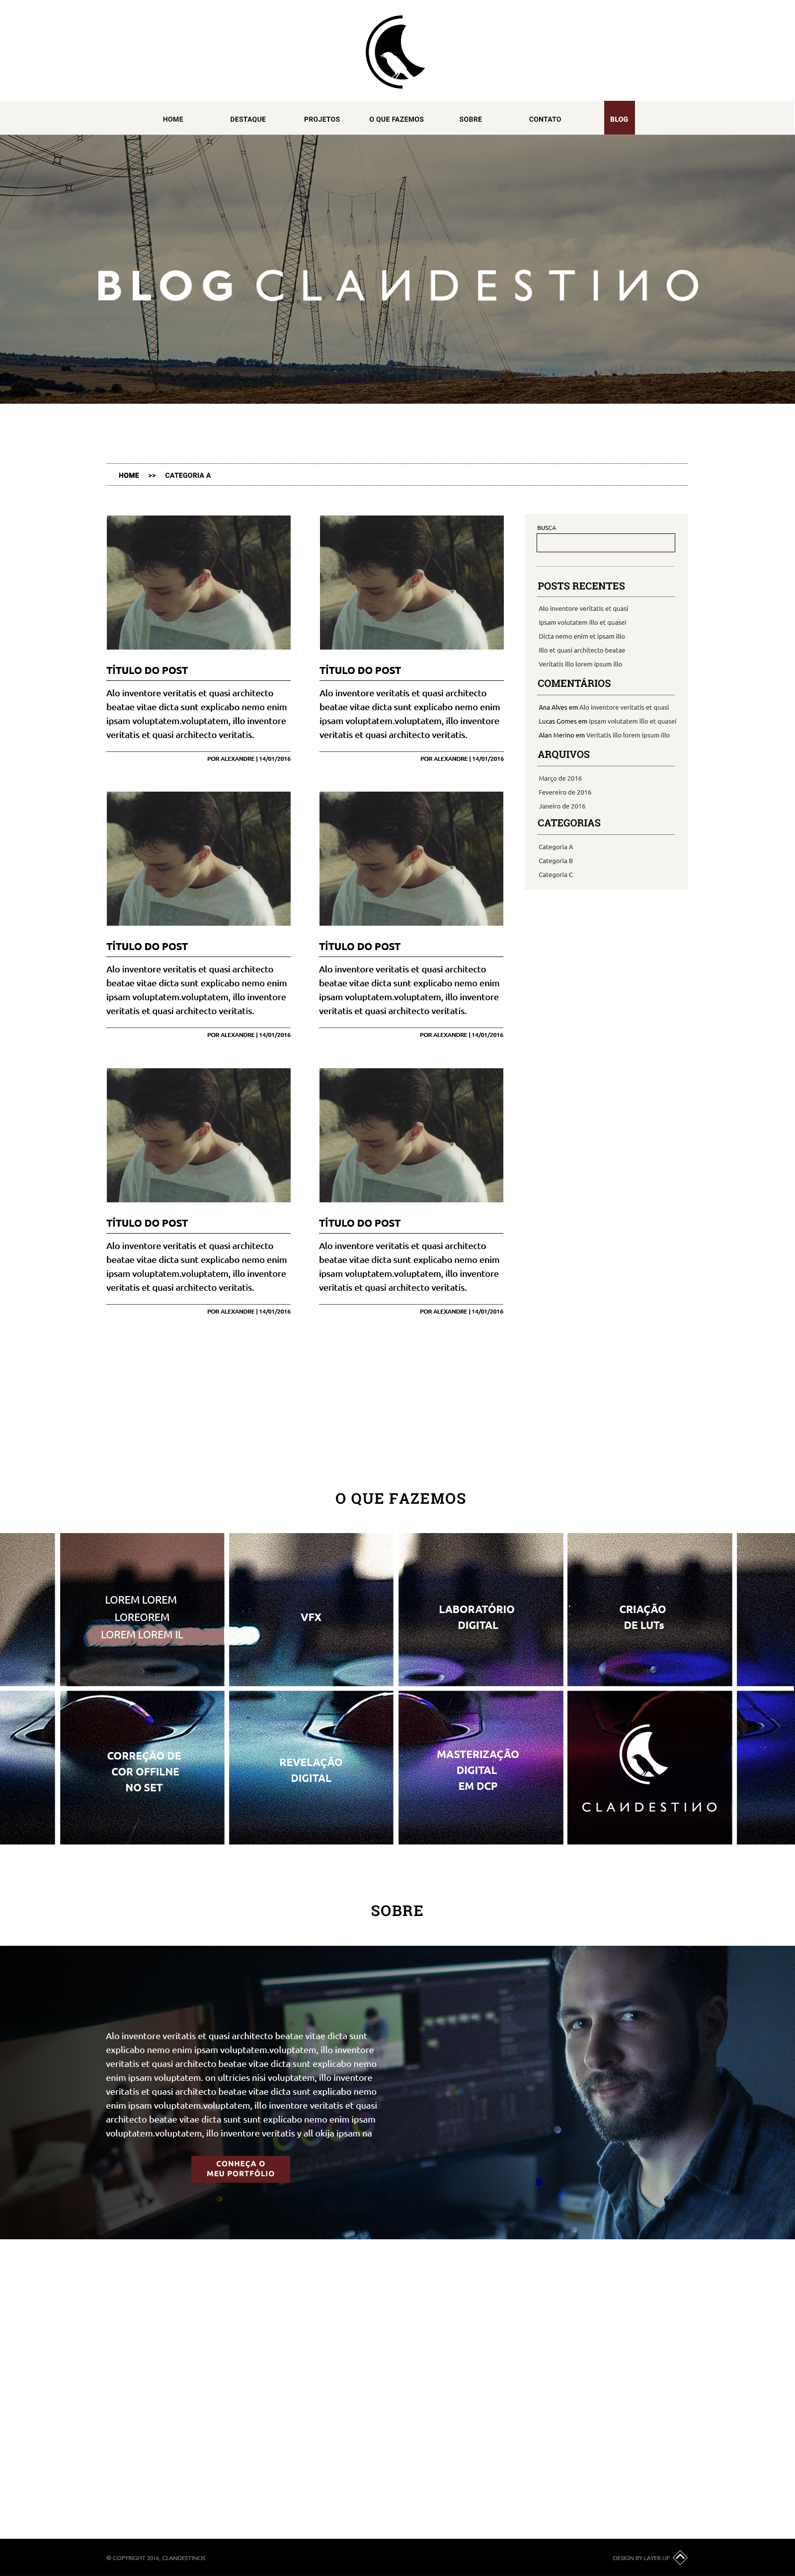 HOME DESTAQUE PROJETOS O QUE FAZEMOS SOBRE CONTATO BLOG
BLOG CLANDESTINO
HOME >> CATEGORIA A
TÍTULO DO POST
Alo inventore veritatis et quasi architecto
beatae vitae dicta sunt explicabo nemo enim
ipsam voluptatem.voluptatem, illo inventore
veritatis et quasi architecto veritatis.
POR ALEXANDRE | 14/01/2016
TÍTULO DO POST
Alo inventore veritatis et quasi architecto
beatae vitae dicta sunt explicabo nemo enim
ipsam voluptatem.voluptatem, illo inventore
veritatis et quasi architecto veritatis.
POR ALEXANDRE | 14/01/2016
TÍTULO DO POST
Alo inventore veritatis et quasi architecto
beatae vitae dicta sunt explicabo nemo enim
ipsam voluptatem.voluptatem, illo inventore
veritatis et quasi architecto veritatis.
POR ALEXANDRE | 14/01/2016
TÍTULO DO POST
Alo inventore veritatis et quasi architecto
beatae vitae dicta sunt explicabo nemo enim
ipsam voluptatem.voluptatem, illo inventore
veritatis et quasi architecto veritatis.
POR ALEXANDRE | 14/01/2016
TÍTULO DO POST
Alo inventore veritatis et quasi architecto
beatae vitae dicta sunt explicabo nemo enim
ipsam voluptatem.voluptatem, illo inventore
veritatis et quasi architecto veritatis.
POR ALEXANDRE | 14/01/2016
TÍTULO DO POST
Alo inventore veritatis et quasi architecto
beatae vitae dicta sunt explicabo nemo enim
ipsam voluptatem.voluptatem, illo inventore
veritatis et quasi architecto veritatis.
POR ALEXANDRE | 14/01/2016
BUSCA
POSTS RECENTES
Alo inventore veritatis et quasi
Ipsam volutatem illo et quasei
Dicta nemo enim et ipsam illo
Illo et quasi architecto beatae
Veritatis illo lorem ipsum illo
COMENTÁRIOS
Ana Alves em Alo inventore veritatis et quasi
Lucas Gomes em Ipsam volutatem illo et quasei
Alan Merino em Veritatis illo lorem ipsum illo
ARQUIVOS
Março de 2016
Fevereiro de 2016
Janeiro de 2016
CATEGORIAS
Categoria A
Categoria B
Categoria C
O QUE FAZEMOS
LOREM LOREM
LOREOREM
LOREM LOREM IL
VFX
LABORATÓRIO
DIGITAL
CRIAÇÃO
DE LUTs
CORREÇÃO DE
COR OFFILNE
NO SET
REVELAÇÃO
DIGITAL
MASTERIZAÇÃO
DIGITAL
EM DCP
CLANDESTINO
SOBRE
Alo inventore veritatis et quasi architecto beatae vitae dicta sunt
explicabo nemo enim ipsam voluptatem.voluptatem, illo inventore
veritatis et quasi architecto beatae vitae dicta sunt explicabo nemo
enim ipsam voluptatem. on ultricies nisi voluptatem, illo inventore
veritatis et quasi architecto beatae vitae dicta sunt explicabo nemo
enim ipsam voluptatem.voluptatem, illo inventore veritatis et quasi
architecto beatae vitae dicta sunt sunt explicabo nemo enim ipsam
voluptatem.voluptatem, illo inventore veritatis y all okija ipsam na
CONHEÇA O
MEU PORTFÓLIO
© COPYRIGHT 2016, CLANDESTINOS
DESIGN BY LAYER UP